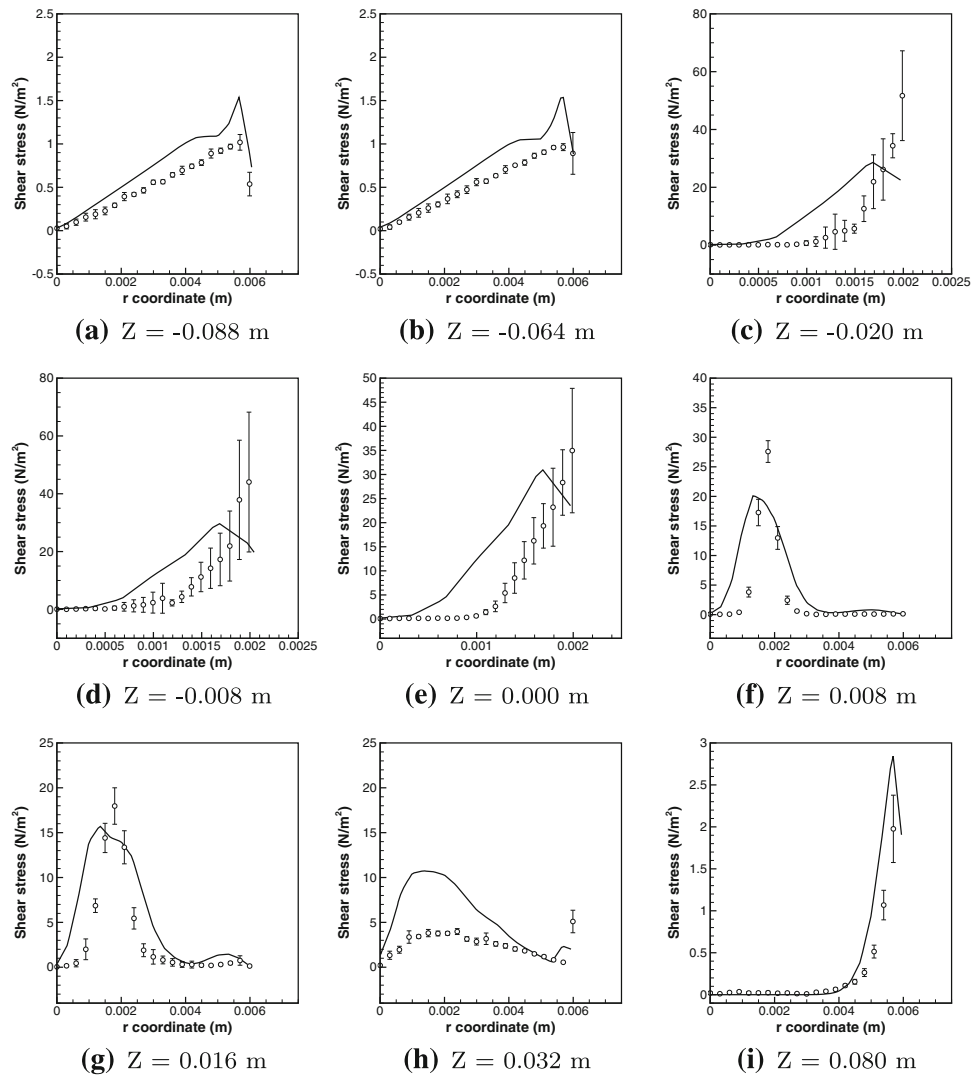 2.5
2
1.5
1
0.5
0
-0.5
Shear stress (N/m²)
0 0.002 0.004 0.006
r coordinate (m)
(a) Z = -0.088 m
2.5
2
1.5
1
0.5
0
-0.5
Shear stress (N/m²)
0 0.002 0.004 0.006
r coordinate (m)
(b) Z = -0.064 m
80
60
40
20
0
Shear stress (N/m²)
0 0.0005 0.001 0.0015 0.002 0.0025
r coordinate (m)
(c) Z = -0.020 m
80
60
40
20
0
Shear stress (N/m²)
0 0.0005 0.001 0.0015 0.002 0.0025
r coordinate (m)
(d) Z = -0.008 m
50
45
40
35
30
25
20
15
10
5
0
Shear stress (N/m²)
0 0.001 0.002
r coordinate (m)
(e) Z = 0.000 m
40
35
30
25
20
15
10
5
0
Shear stress (N/m²)
0 0.002 0.004 0.006
r coordinate (m)
(f) Z = 0.008 m
25
20
15
10
5
0
Shear stress (N/m²)
0 0.002 0.004 0.006
r coordinate (m)
(g) Z = 0.016 m
25
20
15
10
5
0
Shear stress (N/m²)
0 0.002 0.004 0.006
r coordinate (m)
(h) Z = 0.032 m
3
2.5
2
1.5
1
0.5
0
Shear stress (N/m²)
0 0.002 0.004 0.006
r coordinate (m)
(i) Z = 0.080 m